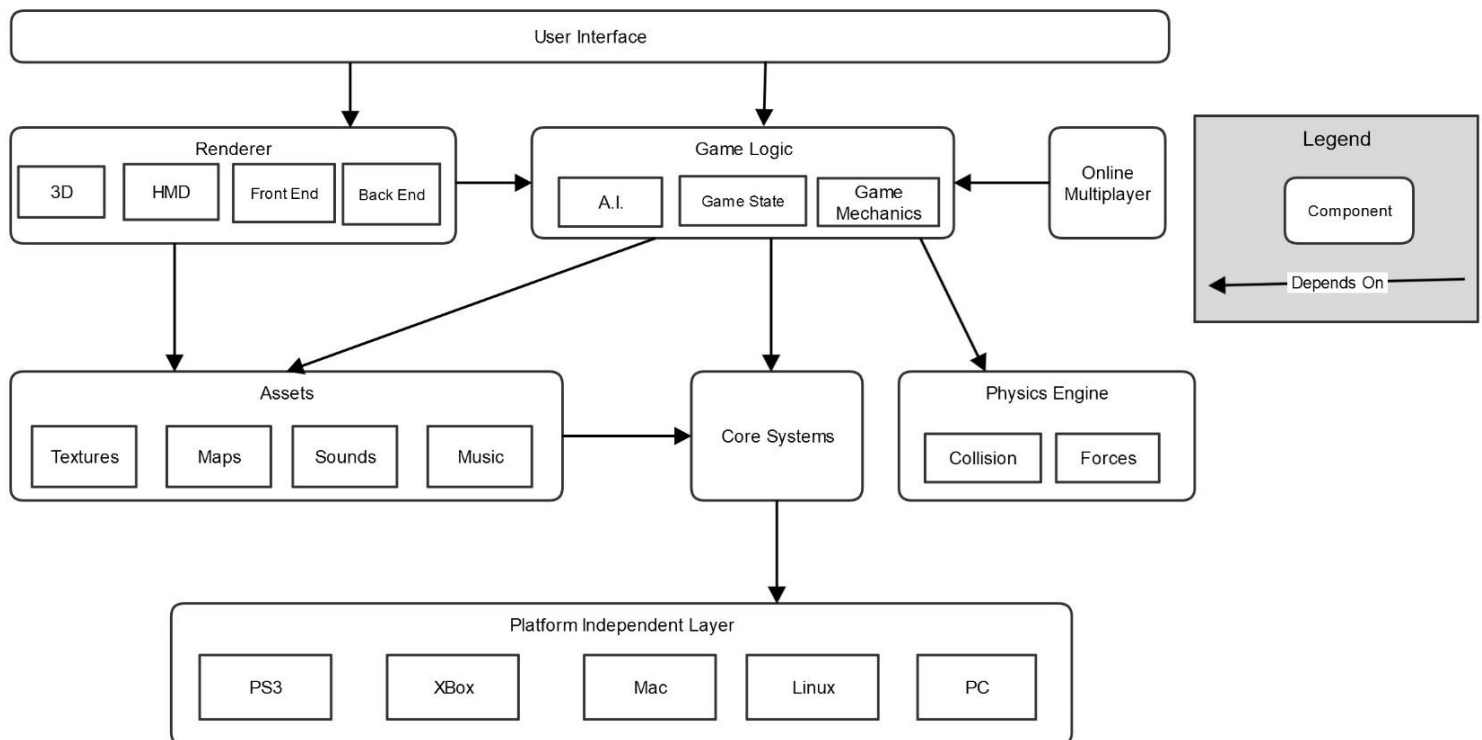 User Interface
Renderer
3D
HMD
Front End
Back End
Game Logic
A.I.
Game State
Game
Mechanics
Online
Multiplayer
Legend
Component
Depends On
Assets
Textures
Maps
Sounds
Music
Core Systems
Physics Engine
Collision
Forces
Platform Independent Layer
PS3
XBox
Mac
Linux
PC